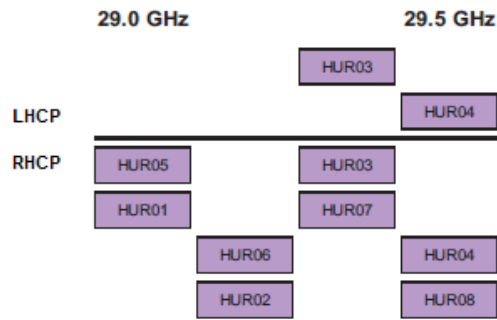 29.0 GHz 29.5 GHz
HUR03
LHCP HUR04
RHCP HUR05 HUR03
HUR01 HUR07
HUR06 HUR04
HUR02 HUR08